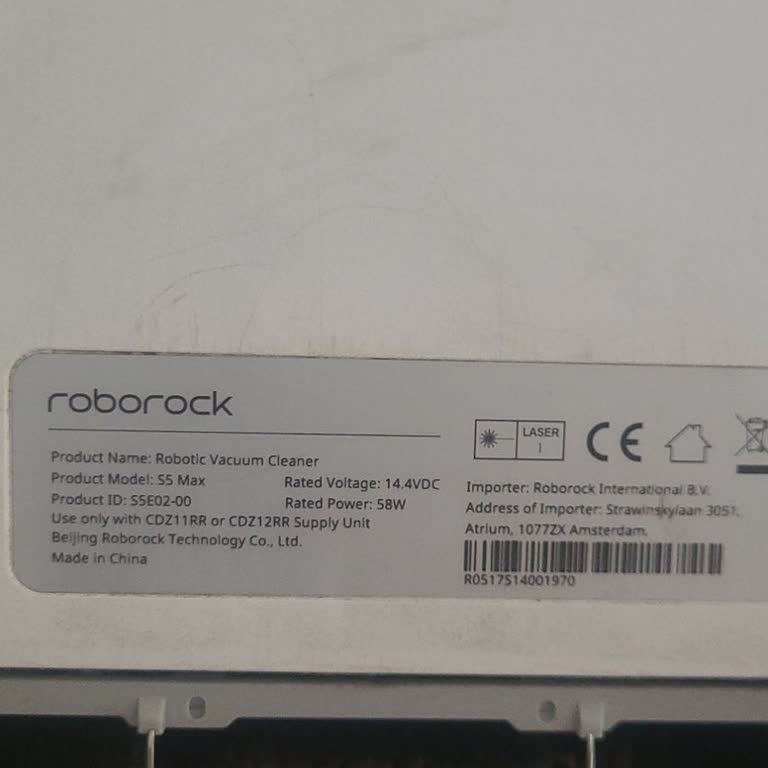 roborock
Product Name: Robotic Vacuum Cleaner
Product Model: S5 Max
Rated Voltage: 14.4VDC
Product ID: S5E02-00
Rated Power: 58W
Use only with CDZ11RR or CDZ12RR Supply Unit
Beijing Roborock Technology Co., Ltd.
Made in China
LASER
1
CE
Importer: Roborock International B.V.
Address of Importer: Strawinskylaan 3051,
Atrium, 1077ZX Amsterdam.
R0517S14001970